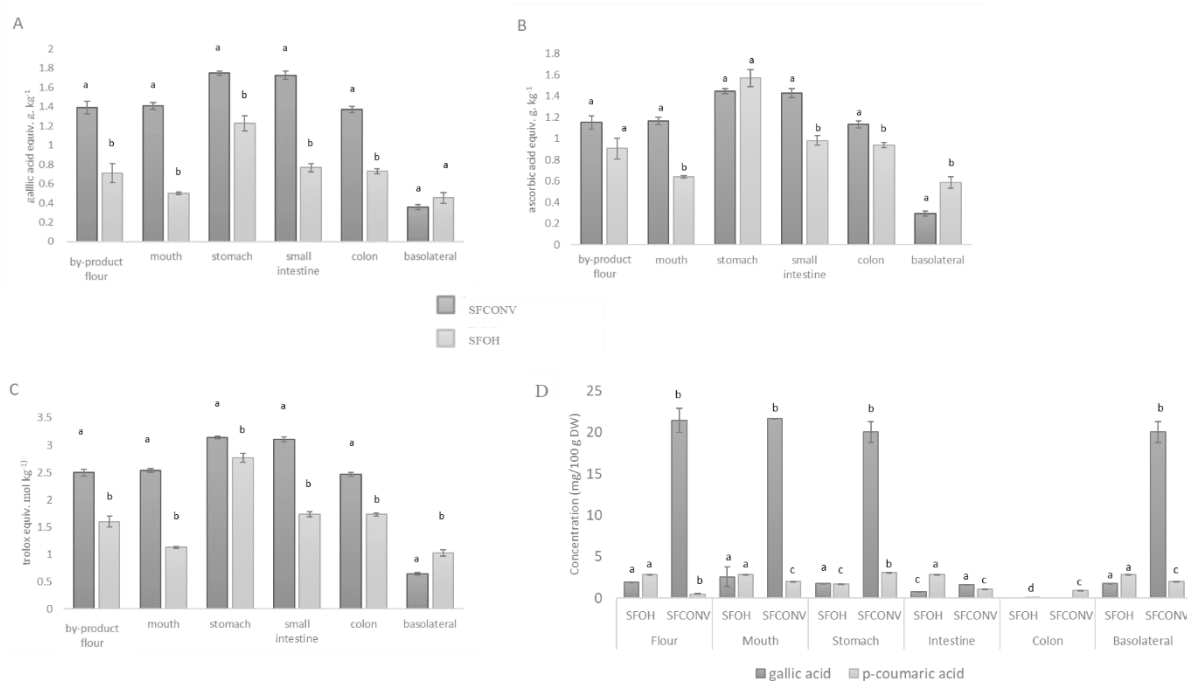 A
gallic acid equiv. g. kg⁻¹
2
1.8
1.6
1.4
1.2
1
0.8
0.6
0.4
0.2
0
a
b
a
b
a
b
a
b
a
b
a
a
by-product
flour
mouth
stomach
small
intestine
colon
basolateral
B
ascorbic acid equiv. g. kg⁻¹
1.8
1.6
1.4
1.2
1
0.8
0.6
0.4
0.2
0
a
a
a
b
a
a
a
b
a
b
a
b
by-product
flour
mouth
stomach
small
intestine
colon
basolateral
SFCONV
SFOH
C
trolox equiv. mol kg⁻¹)
3.5
3
2.5
2
1.5
1
0.5
0
a
b
a
b
a
b
a
b
a
b
a
b
by-product
flour
mouth
stomach
small
intestine
colon
basolateral
D
Concentration (mg/100 g DW)
25
20
15
10
5
0
a a b b
a a b c
a a b b
c a a c
d c
a a b c
SFOH SFCONV SFOH SFCONV SFOH SFCONV SFOH SFCONV SFOH SFCONV SFOH SFCONV
Flour Mouth Stomach Intestine Colon Basolateral
gallic acid p-coumaric acid